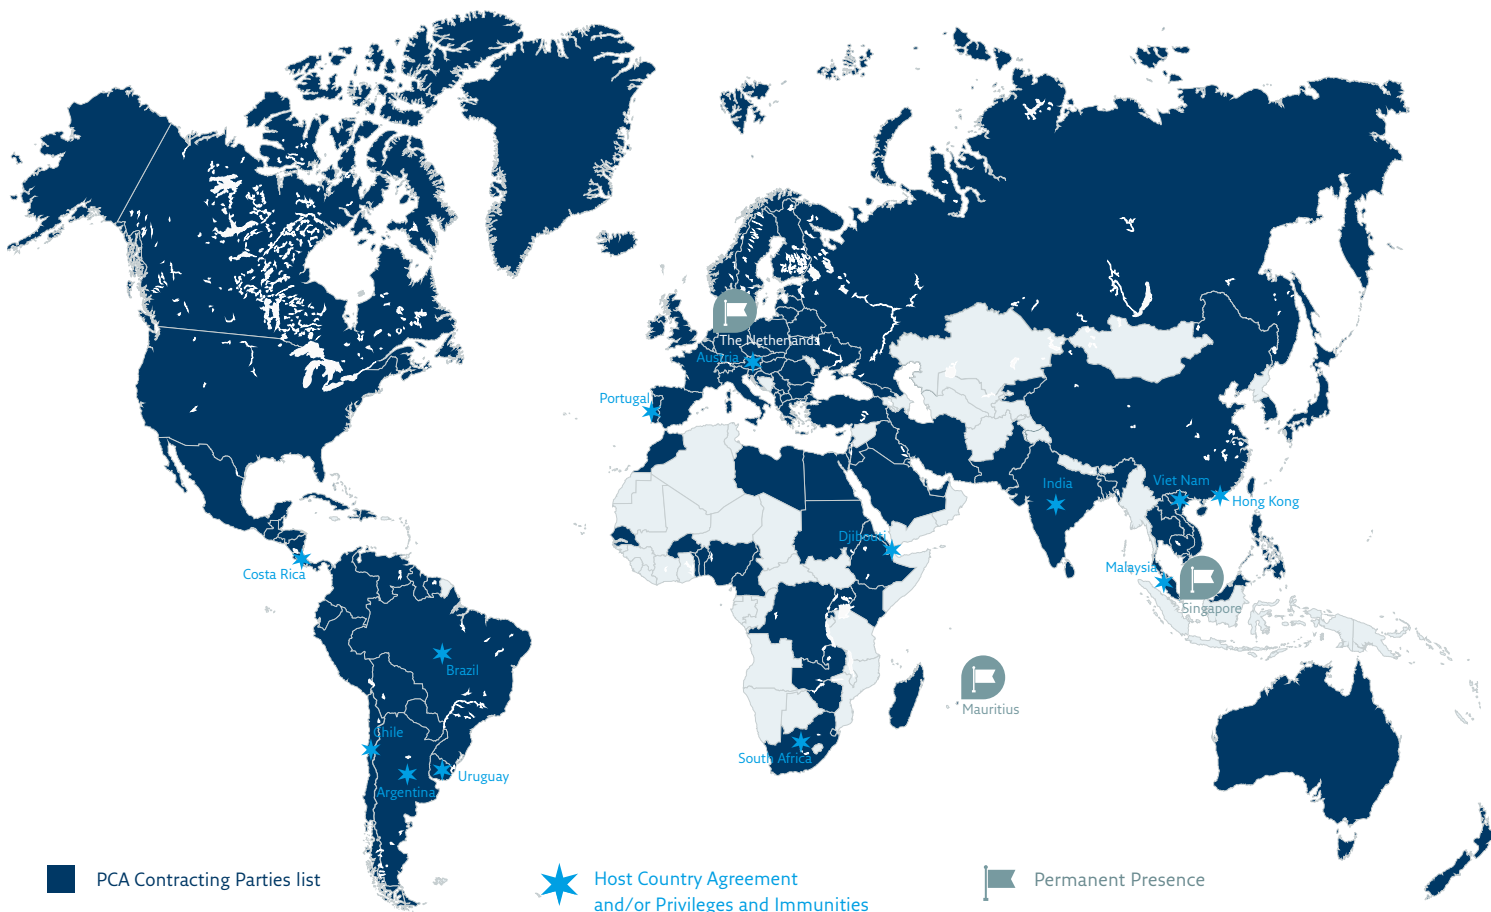 The Netherlands
Austria
Portugal
India
Viet Nam
Hong Kong
Djibouti
Malaysia
Costa Rica
Singapore
Brazil
Mauritius
Chile
South Africa
Uruguay
Argentina
PCA Contracting Parties list
Host Country Agreement
and/or Privileges and Immunities
Permanent Presence